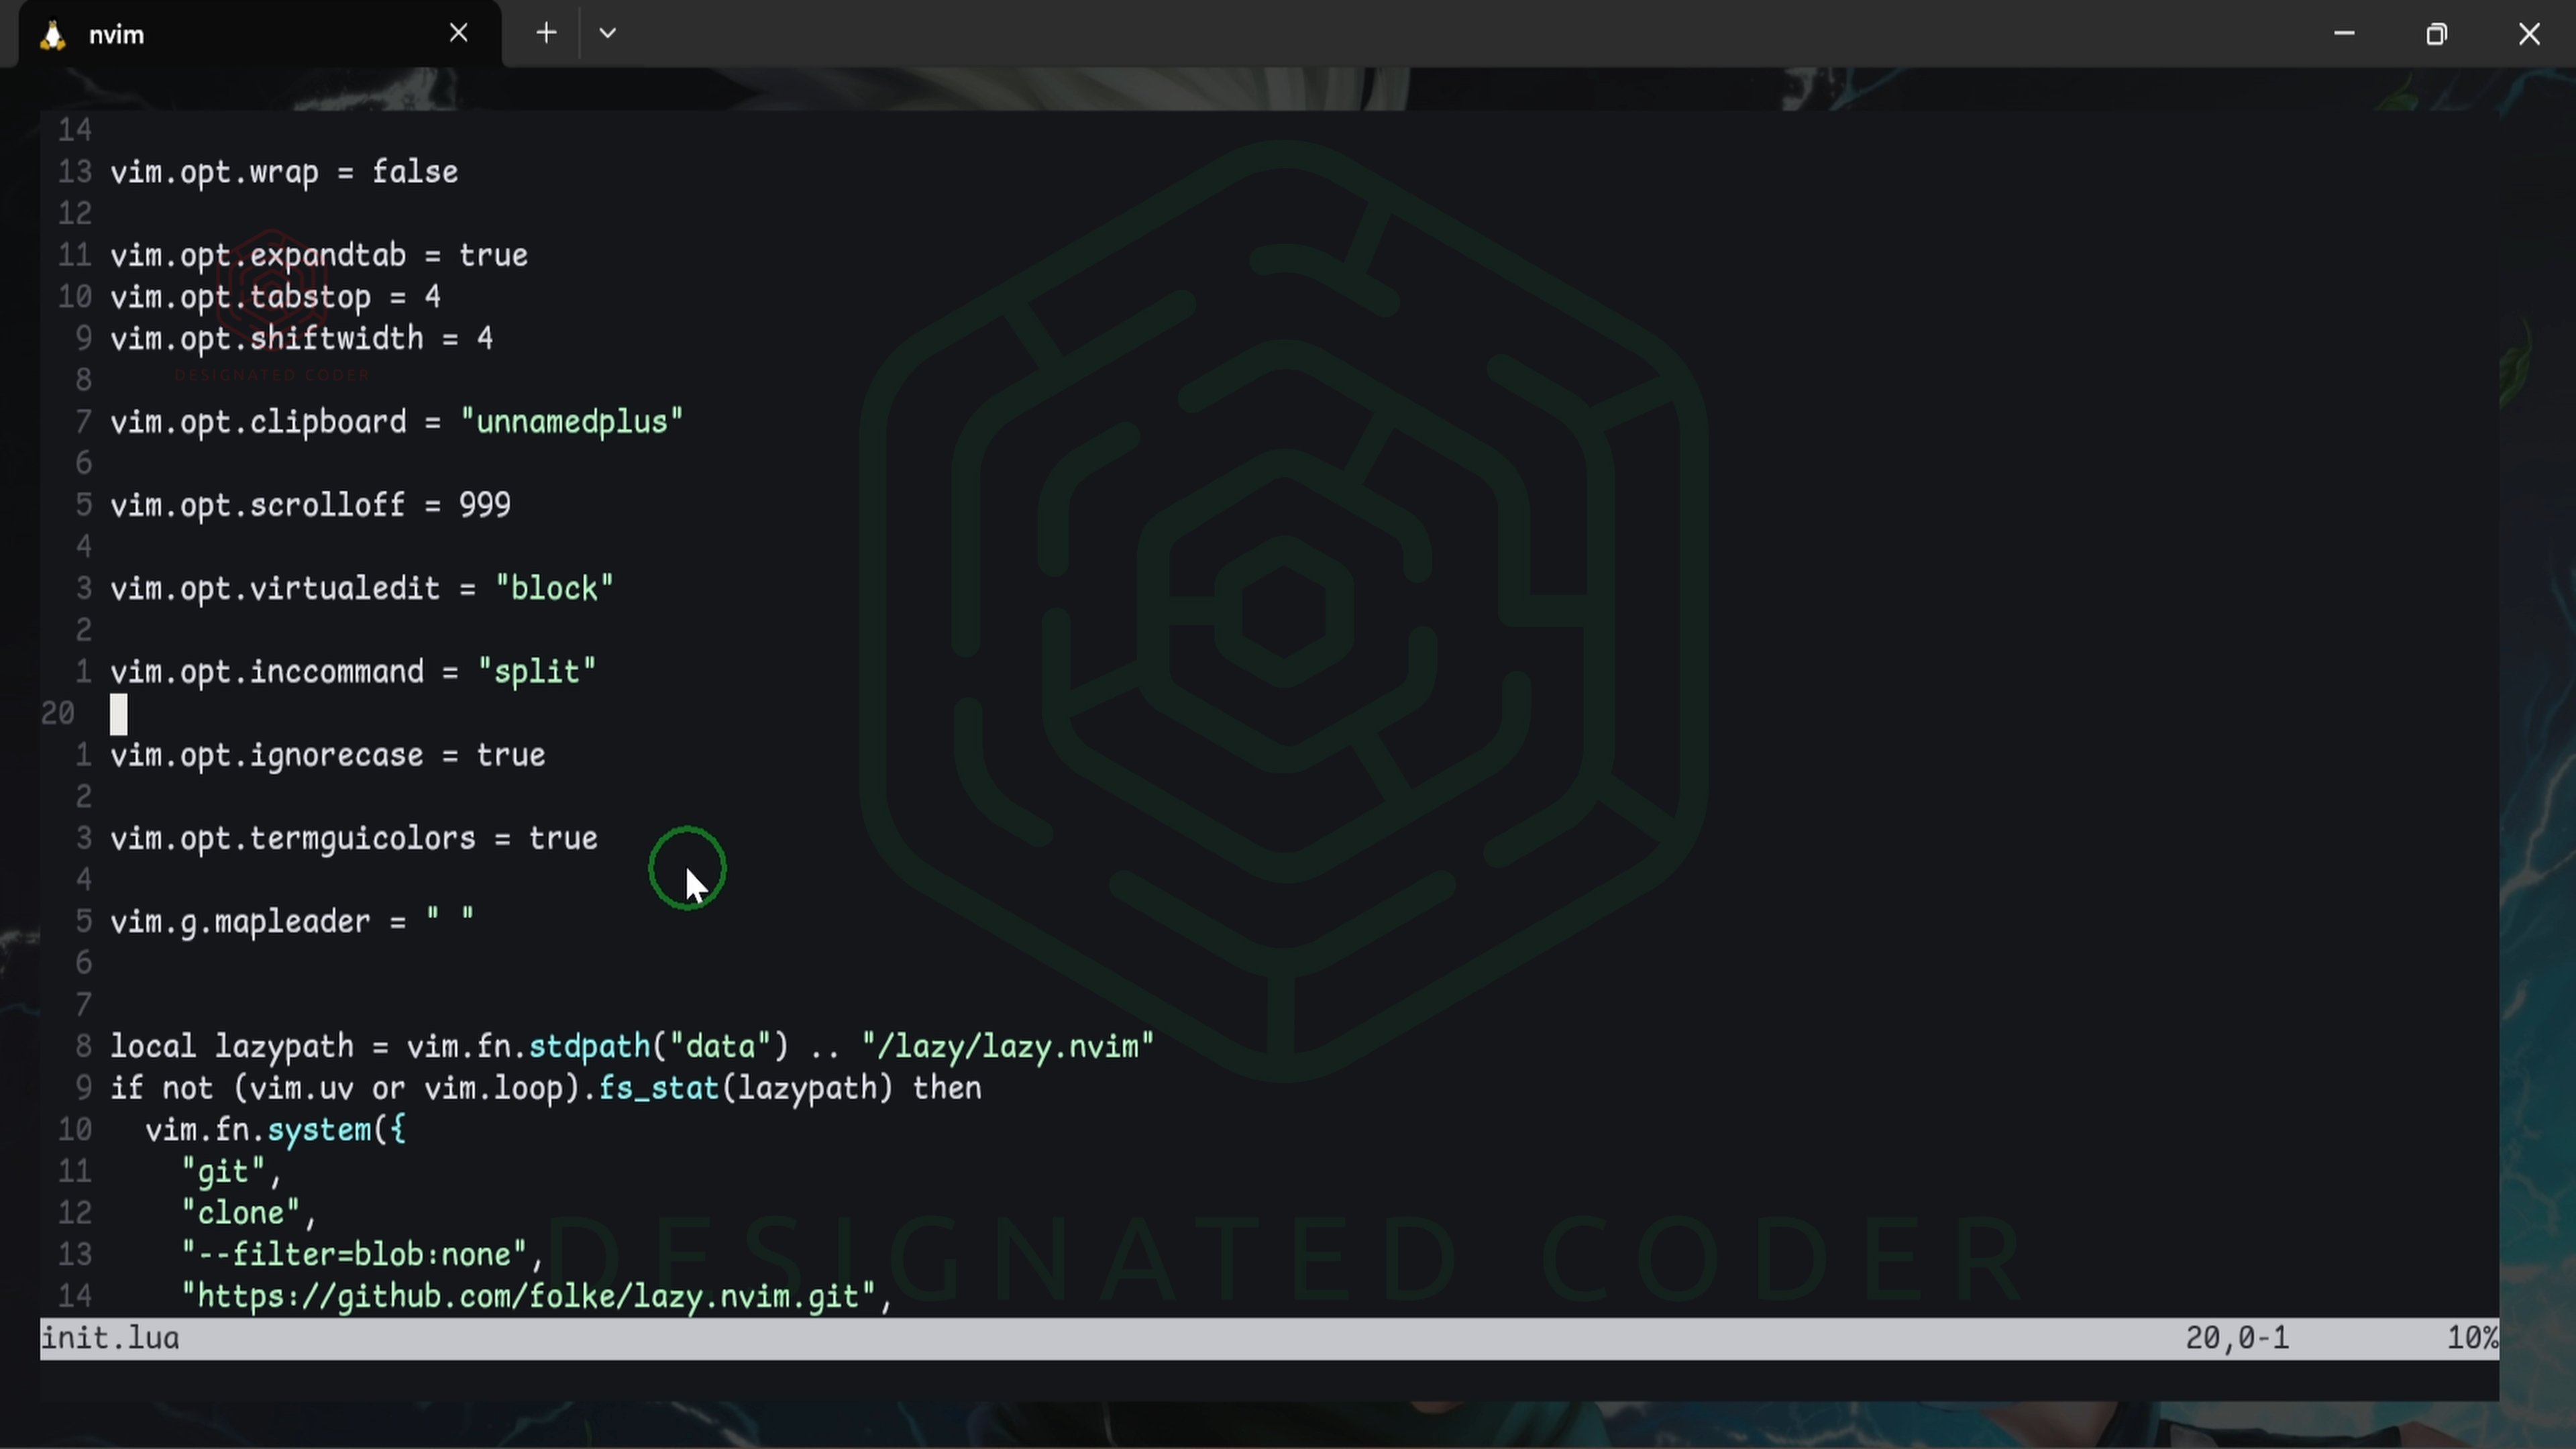 nvim
14
13 vim.opt.wrap = false
12
11 vim.opt.expandtab = true
10 vim.opt.tabstop = 4
9 vim.opt.shiftwidth = 4
8
DESIGNATED CODER
7 vim.opt.clipboard = "unnamedplus"
6
5 vim.opt.scrolloff = 999
4
3 vim.opt.virtualedit = "block"
2
1 vim.opt.inccommand = "split"
20
1 vim.opt.ignorecase = true
2
3 vim.opt.termguicolors = true
4
5 vim.g.mapleader = " "
6
7
8 local lazypath = vim.fn.stdpath("data") .. "/lazy/lazy.nvim"
9 if not (vim.uv or vim.loop).fs_stat(lazypath) then
10 vim.fn.system({
11 "git",
12 "clone",
13 "--filter=blob:none",
DESIGNATED CODER
14 "https://github.com/folke/lazy.nvim.git",
init.lua 20,0-1 10%